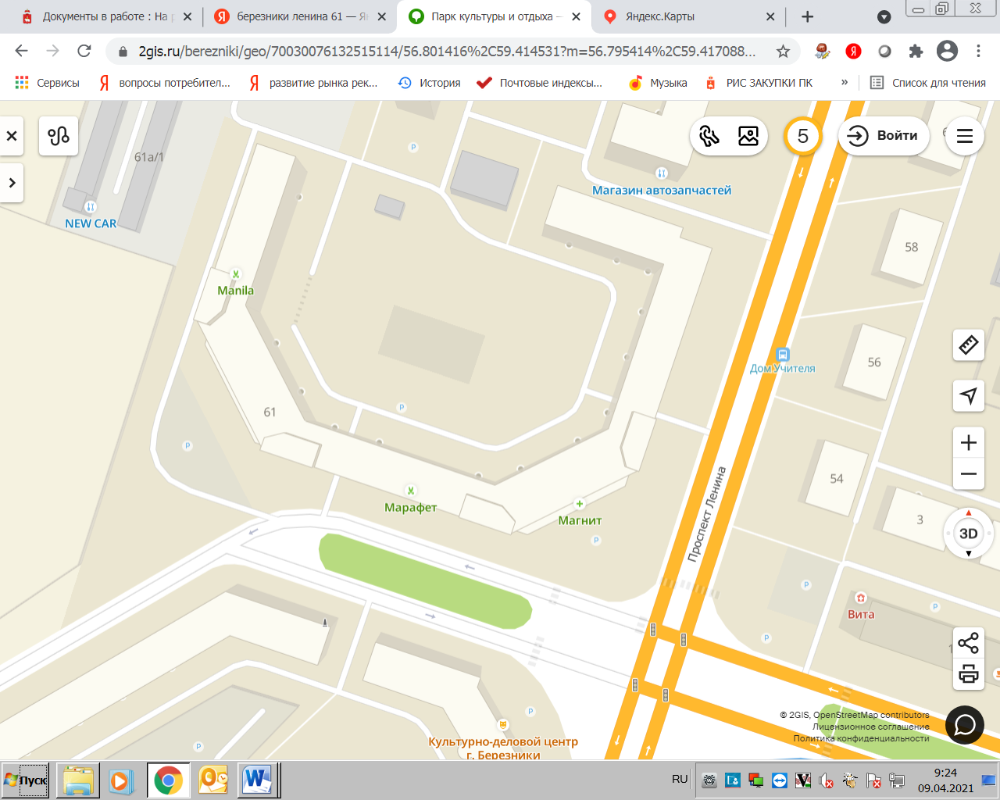 Документы в работе : На р
березники ленина 61 — Ян
Парк культуры и отдыха —
Яндекс.Карты
2gis.ru/berezniki/geo/70030076132515114/56.801416%2C59.414531?m=56.795414%2C59.417088...
Сервисы
вопросы потребител...
развитие рынка рек...
История
Почтовые индексы...
Музыка
РИС ЗАКУПКИ ПК
»
Список для чтения
5
Войти
61а/1
NEW CAR
Магазин автозапчастей
58
Manila
56
Дом Учителя
61
54
Марафет
Магнит
3
Проспект Ленина
3D
Вита
Культурно-деловой центр
г. Березники
© 2GIS, OpenStreetMap contributors
Лицензионное соглашение
Политика конфиденциальности
Пуск
RU
9:24
09.04.2021